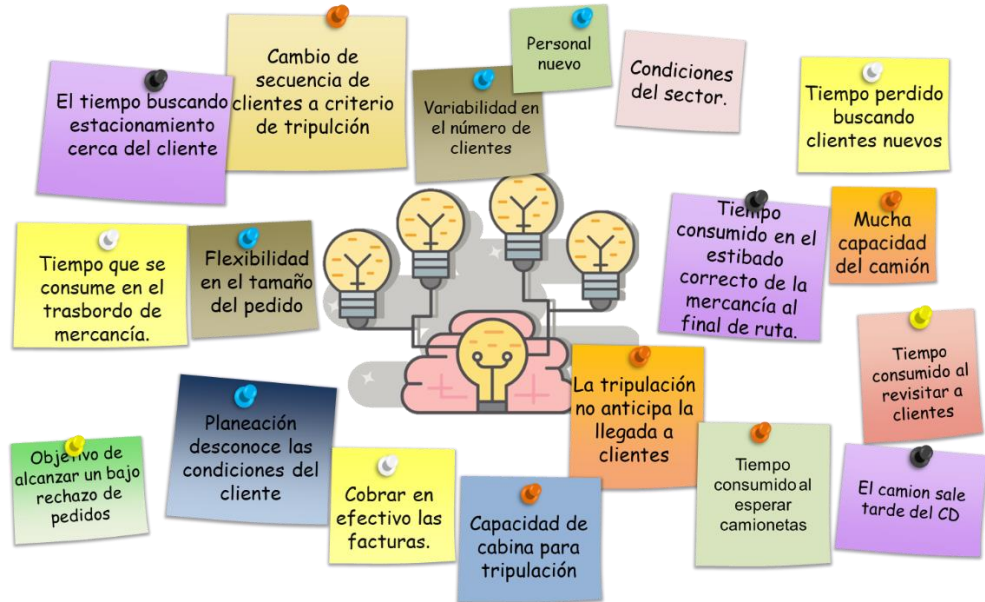 El tiempo buscando
estacionamiento
cerca del cliente
Cambio de
secuencia de
clientes a criterio
de tripulción
Variabilidad en
el número de
clientes
Personal
nuevo
Condiciones
del sector.
Tiempo perdido
buscando
clientes nuevos
Tiempo que se
consume en el
trasbordo de
mercancía.
Flexibilidad
en el tamaño
del pedido
Tiempo
consumido en el
estibado
correcto de la
mercancía al
final de ruta.
Mucha
capacidad
del camión
Tiempo
consumido al
revisitar a
clientes
Objetivo de
alcanzar un bajo
rechazo de
pedidos
Planeación
desconoce las
condiciones del
cliente
Cobrar en
efectivo las
facturas.
Capacidad de
cabina para
tripulación
La tripulación
no anticipa la
llegada a
clientes
Tiempo
consumido al
esperar
camionetas
El camion sale
tarde del CD